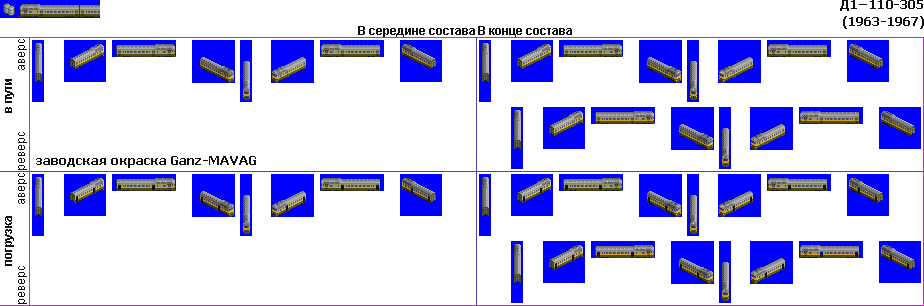 Д1-110-305
(1963-1967)
В середине состава В конце состава
в пути
аверс
реверс
заводская окраска Ganz-MAVAG
погрузка
аверс
реверс